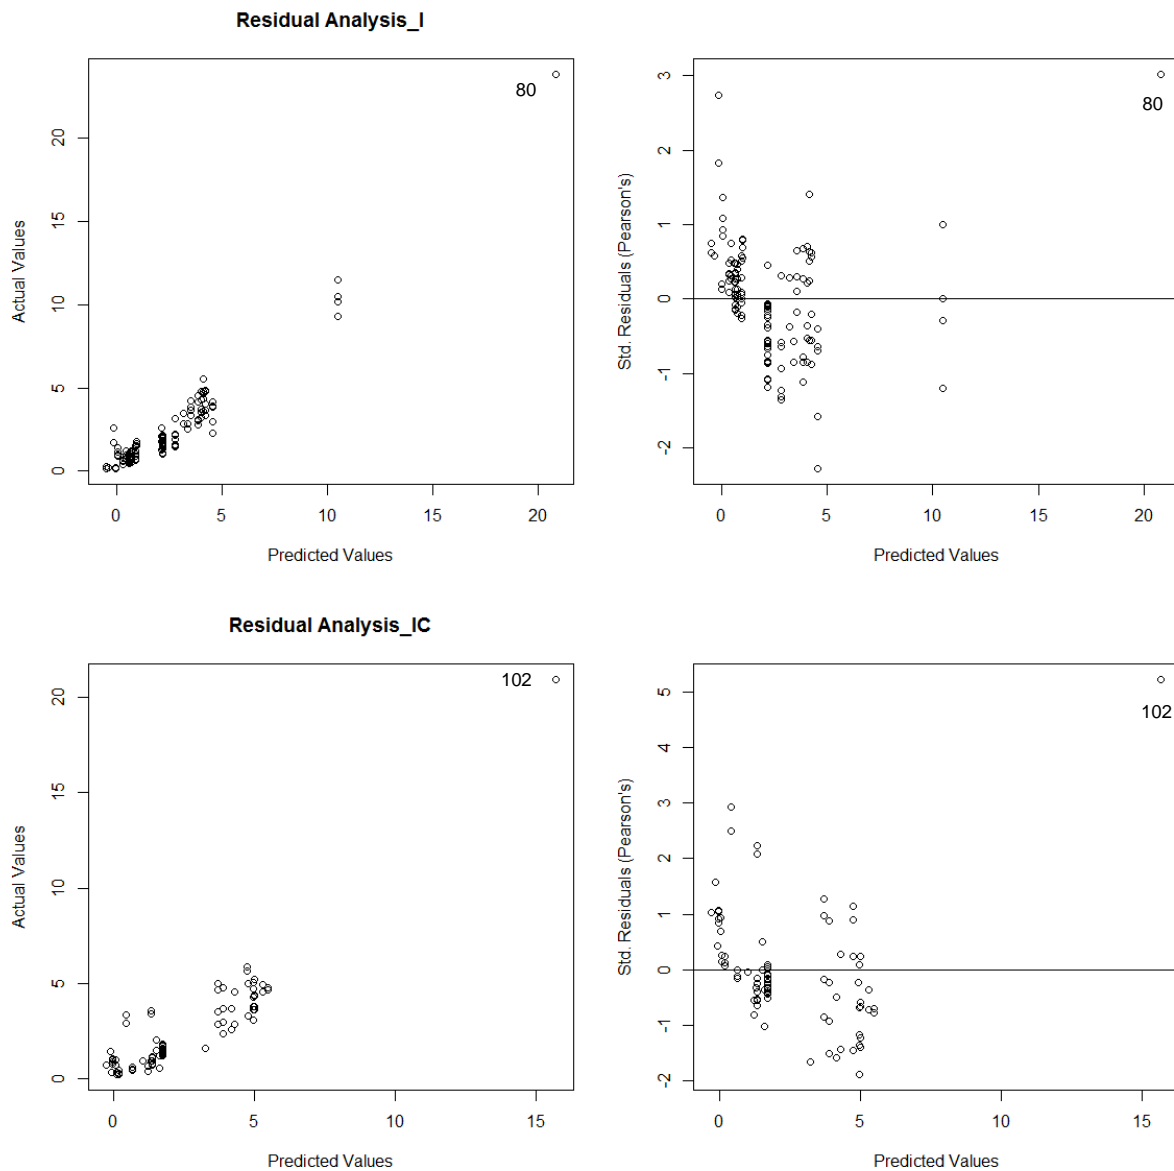 Residual Analysis_I
Actual Values
20
15
10
5
0
80
0 5 10 15 20
Predicted Values
Std. Residuals (Pearson's)
3
2
1
0
-1
-2
80
0 5 10 15 20
Predicted Values
Residual Analysis_IC
Actual Values
20
15
10
5
0
102
0 5 10 15
Predicted Values
Std. Residuals (Pearson's)
5
4
3
2
1
0
-1
-2
102
0 5 10 15
Predicted Values